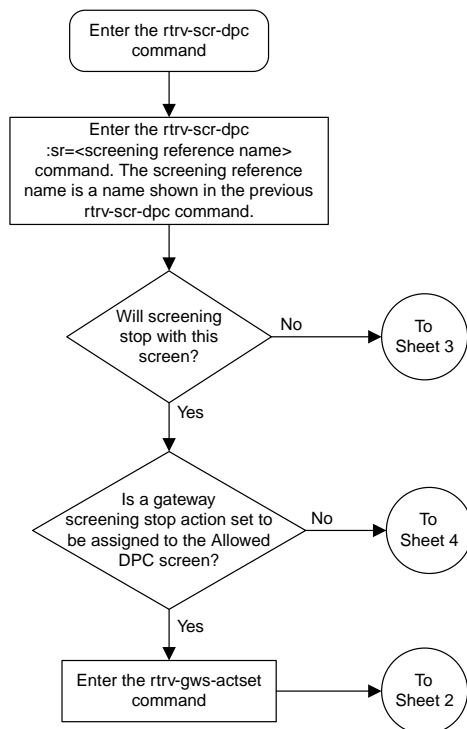 Enter the rtrv-scr-dpc
command
Enter the rtrv-scr-dpc
:sr=<screening reference name>
command. The screening reference
name is a name shown in the previous
rtrv-scr-dpc command.
Will screening
stop with this
screen?
No
To
Sheet 3
Yes
Is a gateway
screening stop action set to
be assigned to the Allowed
DPC screen?
No
To
Sheet 4
Yes
Enter the rtrv-gws-actset
command
To
Sheet 2